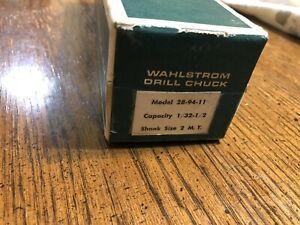 WAHLSTROM
DRILL CHUCK
Model 28-94-11
Capacity 1/32-1/2
Shank Size 2 M.T.